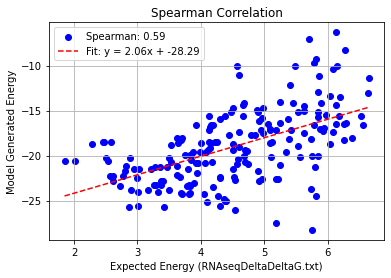 Spearman Correlation
Spearman: 0.59
Fit: y = 2.06x + -28.29
Model Generated Energy
−10
−15
−20
−25
2
3
4
5
6
Expected Energy (RNAseqDeltaDeltaG.txt)